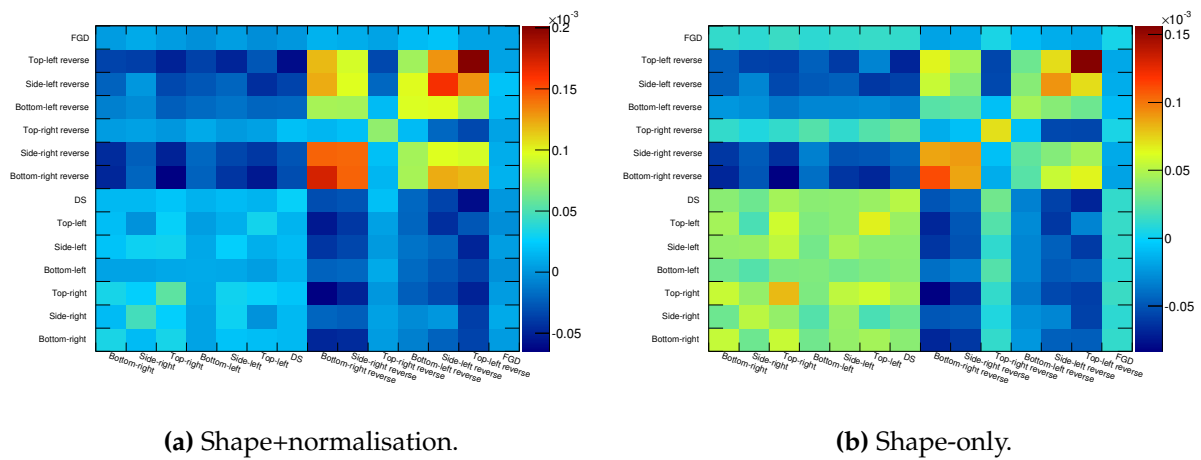 ×10⁻³
FGD
Top-left reverse
Side-left reverse
Bottom-left reverse
Top-right reverse
Side-right reverse
Bottom-right reverse
DS
Top-left
Side-left
Bottom-left
Top-right
Side-right
Bottom-right
Bottom-right
Side-right
Top-right
Bottom-left
Side-left
Top-left
DS
Bottom-right reverse
Side-right reverse
Top-right reverse
Bottom-left reverse
Side-left reverse
Top-left reverse
FGD
0.2
0.15
0.1
0.05
0
-0.05
(a) Shape+normalisation.
×10⁻³
FGD
Top-left reverse
Side-left reverse
Bottom-left reverse
Top-right reverse
Side-right reverse
Bottom-right reverse
DS
Top-left
Side-left
Bottom-left
Top-right
Side-right
Bottom-right
Bottom-right
Side-right
Top-right
Bottom-left
Side-left
Top-left
DS
Bottom-right reverse
Side-right reverse
Top-right reverse
Bottom-left reverse
Side-left reverse
Top-left reverse
FGD
0.15
0.1
0.05
0
-0.05
(b) Shape-only.